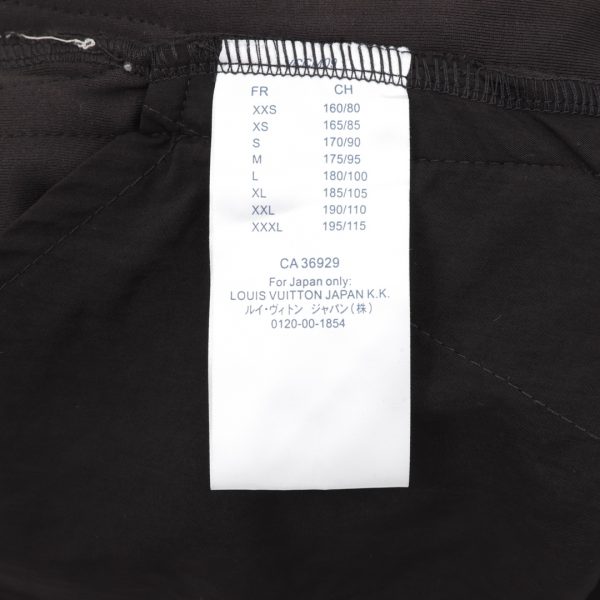 FR CH
XXS 160/80
XS 165/85
S 170/90
M 175/95
L 180/100
XL 185/105
XXL 190/110
XXXL 195/115
CA 36929
For Japan only:
LOUIS VUITTON JAPAN K.K.
ルイ・ヴィトン ジャパン(株)
0120-00-1854